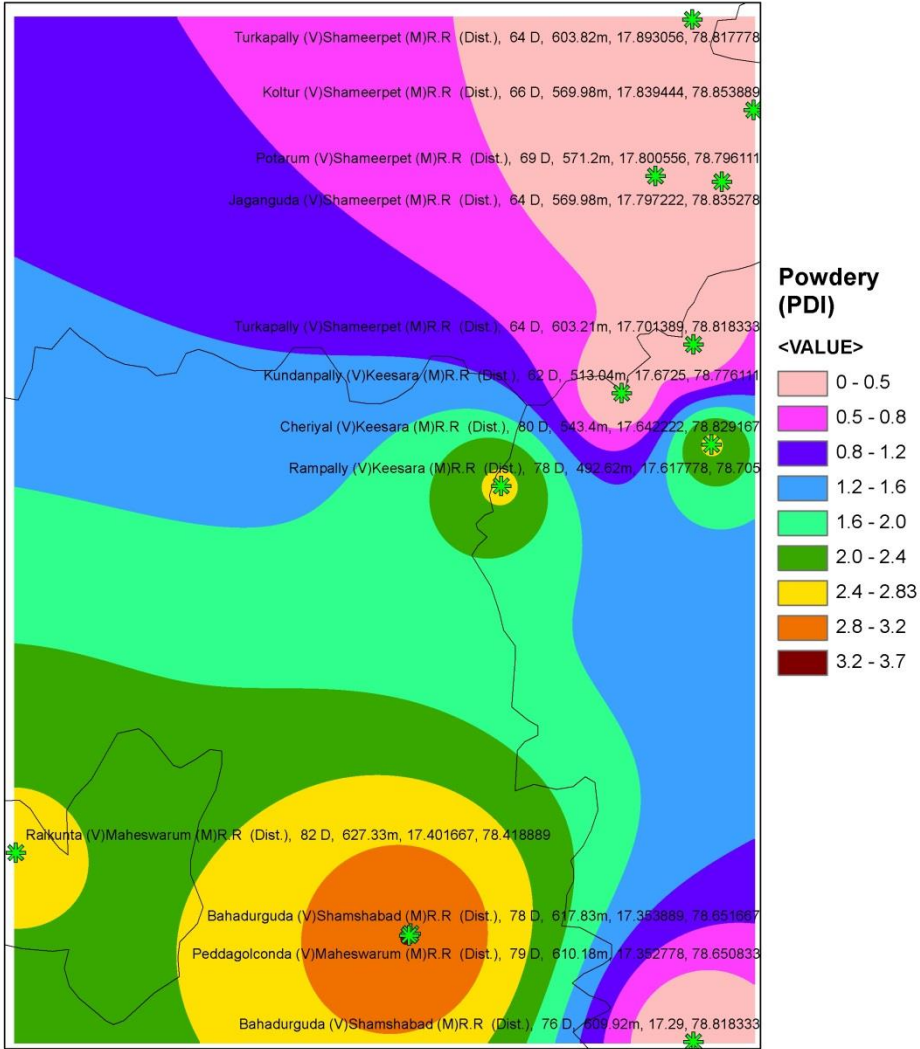 Turkapally (V)Shameerpet (M)R.R (Dist.), 64 D, 603.82m, 17.893056, 78.817778
Koltur (V)Shameerpet (M)R.R (Dist.), 66 D, 569.98m, 17.839444, 78.853889
Potarum (V)Shameerpet (M)R.R (Dist.), 69 D, 571.2m, 17.800556, 78.796111
Jaganguda (V)Shameerpet (M)R.R (Dist.), 64 D, 569.98m, 17.797222, 78.835278
Turkapally (V)Shameerpet (M)R.R (Dist.), 64 D, 603.21m, 17.701389, 78.818333
Kundanpally (V)Keesara (M)R.R (Dist.), 62 D, 513.04m, 17.6725, 78.776111
Cheriyal (V)Keesara (M)R.R (Dist.), 80 D, 543.4m, 17.642222, 78.829167
Rampally (V)Keesara (M)R.R (Dist.), 78 D, 492.62m, 17.617778, 78.705
Ralkunta (V)Maheswarum (M)R.R (Dist.), 82 D, 627.33m, 17.401667, 78.418889
Bahadurguda (V)Shamshabad (M)R.R (Dist.), 78 D, 617.83m, 17.353889, 78.651667
Peddagolconda (V)Maheswarum (M)R.R (Dist.), 79 D, 610.18m, 17.352778, 78.650833
Bahadurguda (V)Shamshabad (M)R.R (Dist.), 76 D, 609.92m, 17.29, 78.818333
Powdery
(PDI)
<VALUE>
0 - 0.5
0.5 - 0.8
0.8 - 1.2
1.2 - 1.6
1.6 - 2.0
2.0 - 2.4
2.4 - 2.83
2.8 - 3.2
3.2 - 3.7